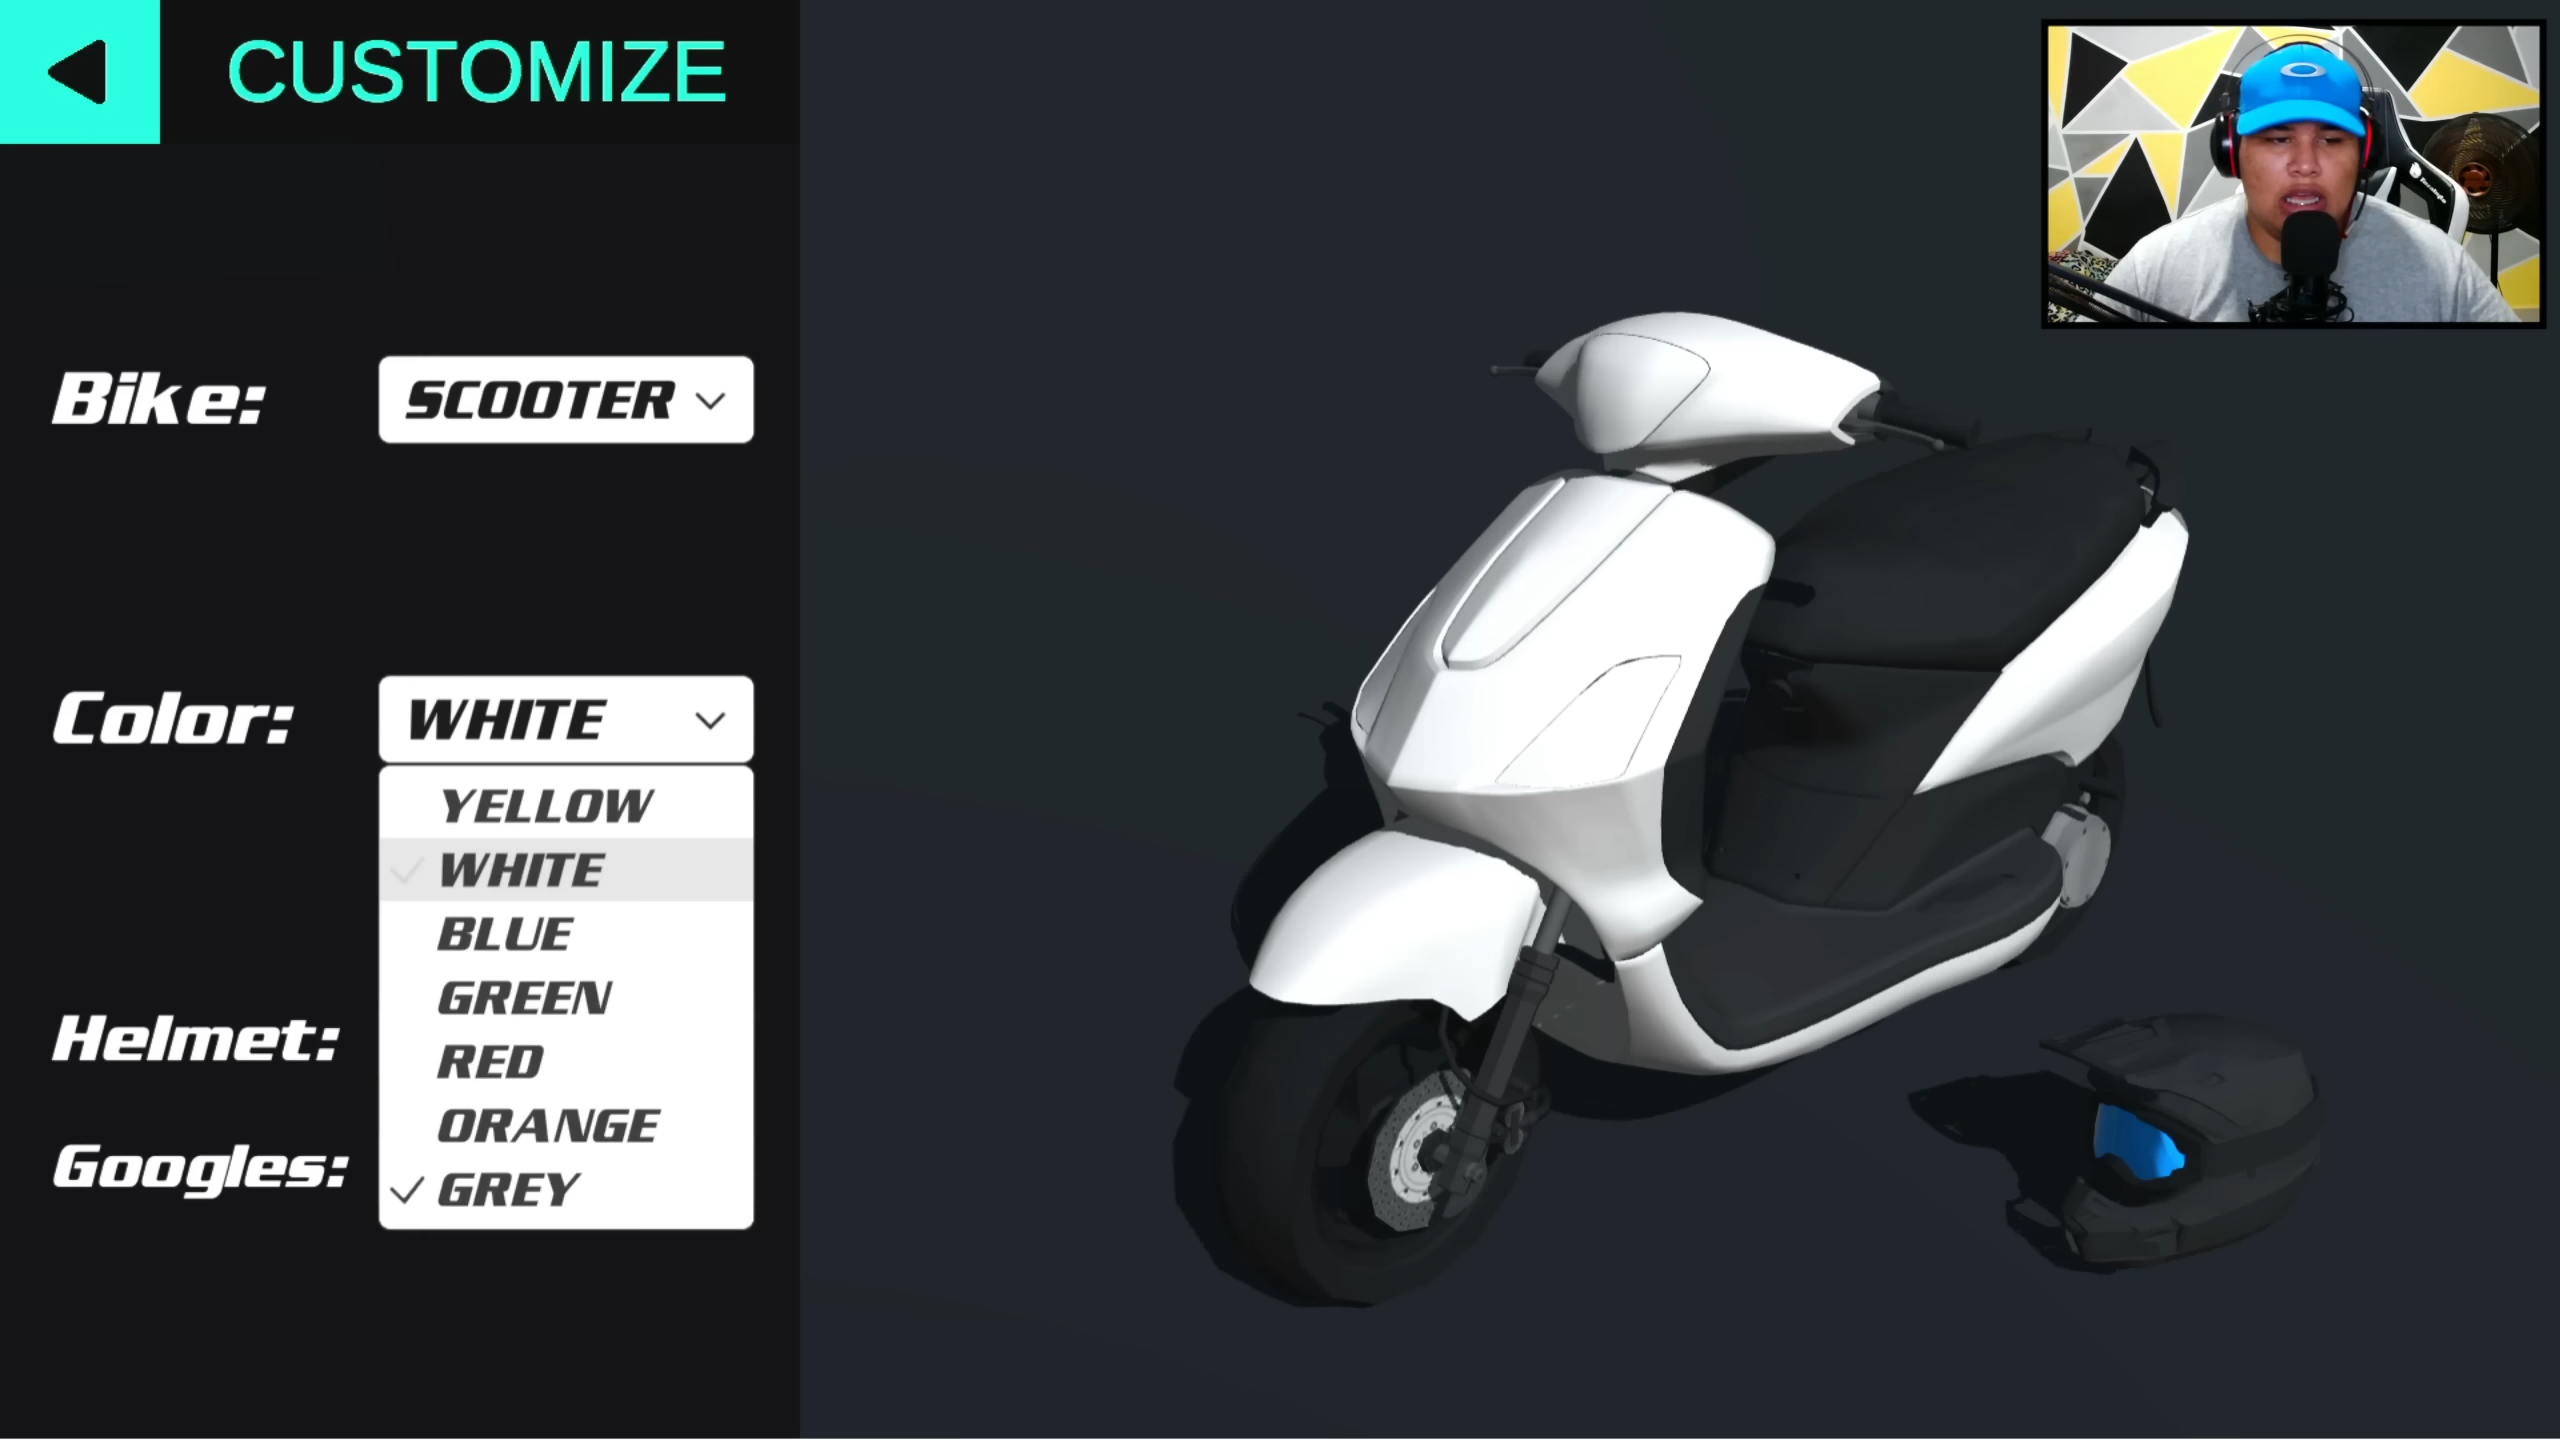 CUSTOMIZE
Bike: SCOOTER
Color: WHITE
YELLOW
WHITE
BLUE
GREEN
RED
ORANGE
GREY
Helmet:
Googles: